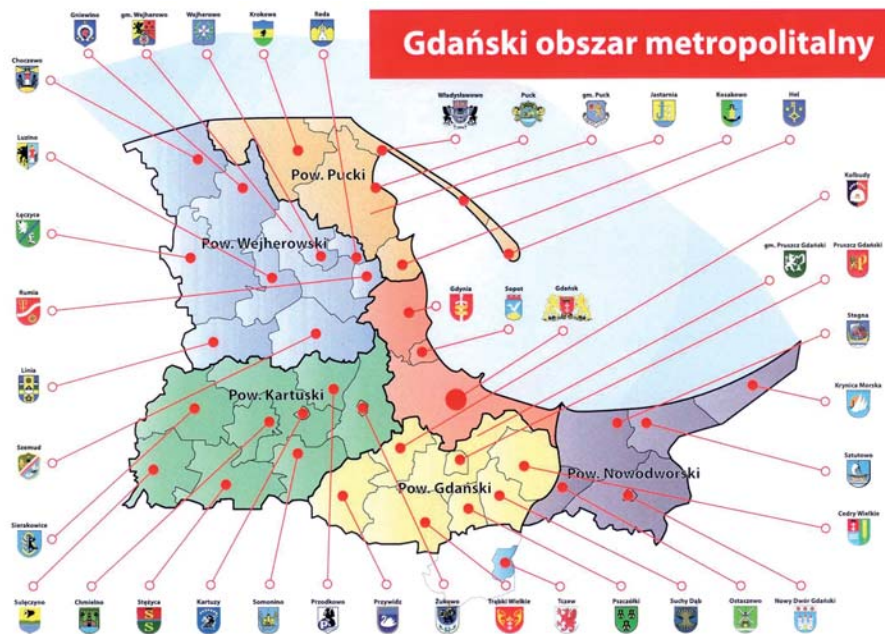 Gdański obszar metropolitalny
Gniewino
gm. Wejherowo
Wejherowo
Krokowa
Reda
Choczewo
Władysławowo
Puck
gm. Puck
Jastarnia
Kosakowo
Hel
Luzino
Pow. Pucki
Kolbudy
Łęczyce
Pow. Wejherowski
gm. Pruszcz Gdański
Pruszcz Gdański
Rumia
Gdynia
Sopot
Gdańsk
Stegna
Linia
Pow. Kartuski
Krynica Morska
Szemud
Sztutowo
Pow. Gdański
Pow. Nowodworski
Sierakowice
Cedry Wielkie
Sulęczyno
Chmielno
Stężyca
Kartuzy
Somonino
Przodkowo
Przywidz
Żukowo
Trąbki Wielkie
Tczew
Pszczółki
Suchy Dąb
Ostaszewo
Nowy Dwór Gdański